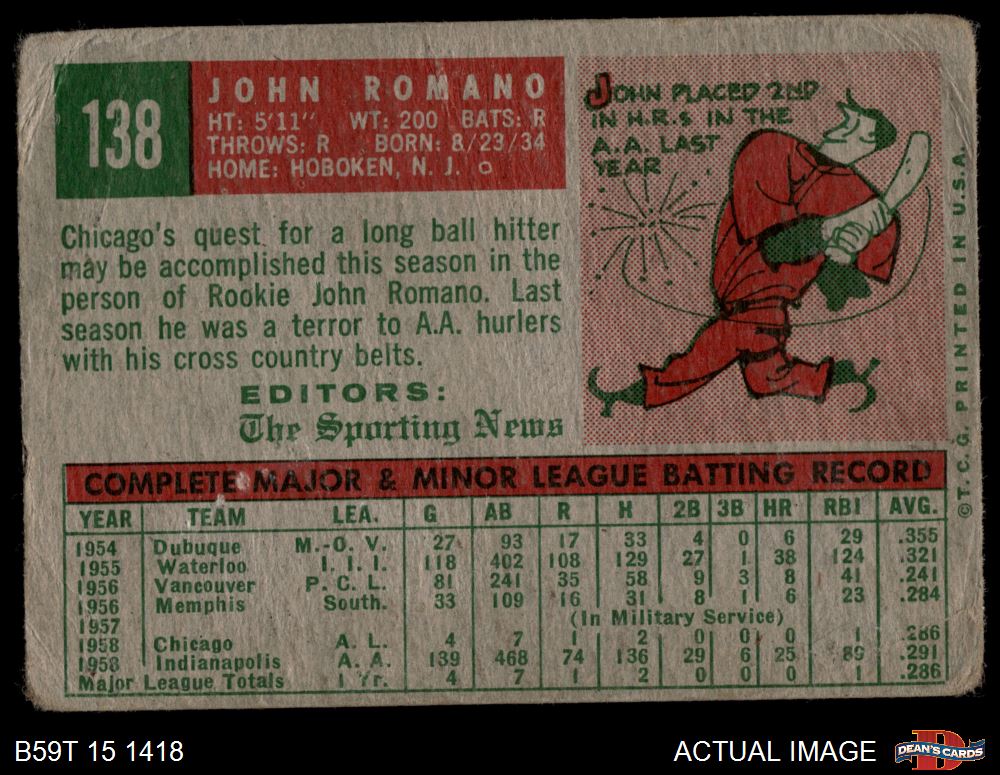 138
JOHN ROMANO
HT: 5'11" WT: 200 BATS: R
THROWS: R BORN: 8/23/34
HOME: HOBOKEN, N. J.
JOHN PLACED 2ND
IN H.R.S IN THE
A.A. LAST
YEAR
Chicago's quest for a long ball hitter
may be accomplished this season in the
person of Rookie John Romano. Last
season he was a terror to A.A. hurlers
with his cross country belts.
EDITORS:
The Sporting News
©T.C.G. PRINTED IN U.S.A.
COMPLETE MAJOR & MINOR LEAGUE BATTING RECORD
YEAR TEAM LEA. G AB R H 2B 3B HR RBI AVG.
1954 Dubuque M.-O. V. 27 93 17 33 4 0 6 29 .355
1955 Waterloo I. I. I. 118 402 108 129 27 1 38 124 .321
1956 Vancouver P. C. L. 81 241 35 58 9 3 8 41 .241
1956 Memphis South. 33 109 16 31 8 1 6 23 .284
1957 (In Military Service)
1958 Chicago A. L. 4 7 1 2 0 0 0 1 .286
1958 Indianapolis A. A. 139 468 74 136 29 6 25 89 .291
Major League Totals 1 Yr. 4 7 1 2 0 0 0 1 .286
B59T 15 1418
ACTUAL IMAGE
DEAN'S CARDS